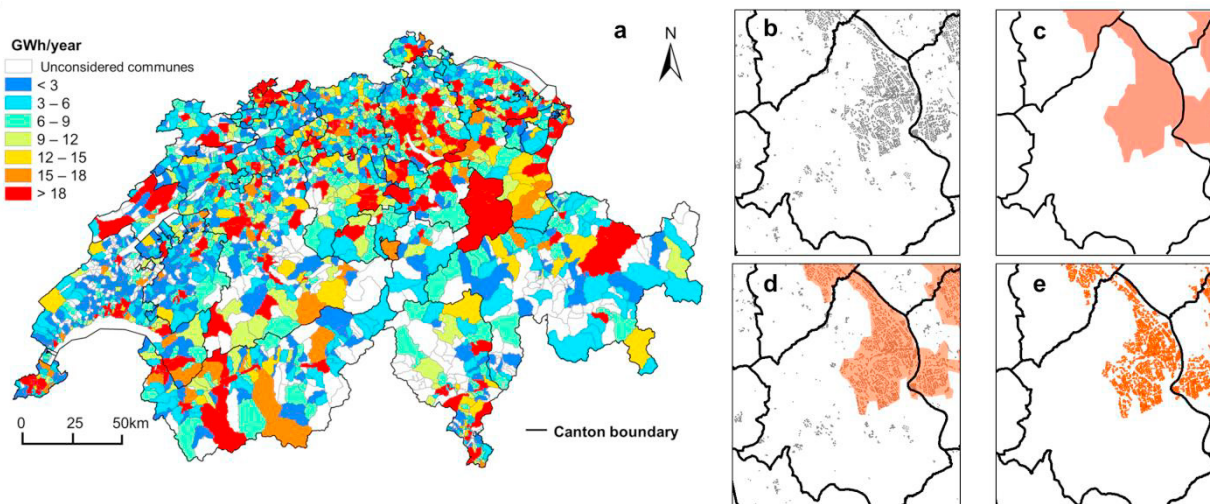 a
N
GWh/year
Unconsidered communes
< 3
3 – 6
6 – 9
9 – 12
12 – 15
15 – 18
> 18
0 25 50km
Canton boundary
b
c
d
e